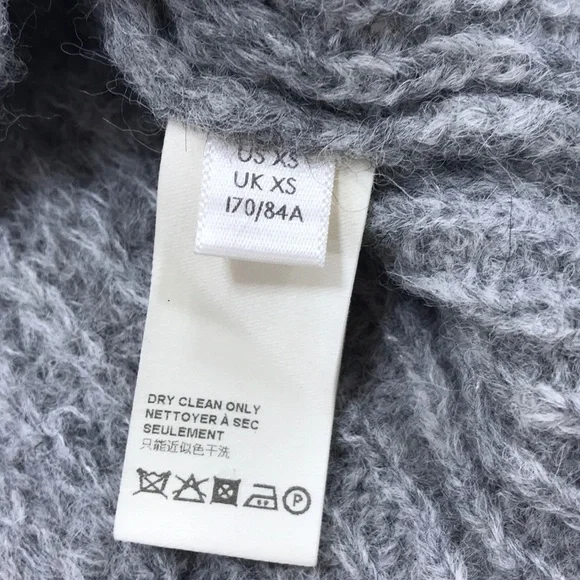 US XS
UK XS
170/84A
DRY CLEAN ONLY
NETTOYER À SEC
SEULEMENT
只能近似色干洗
P